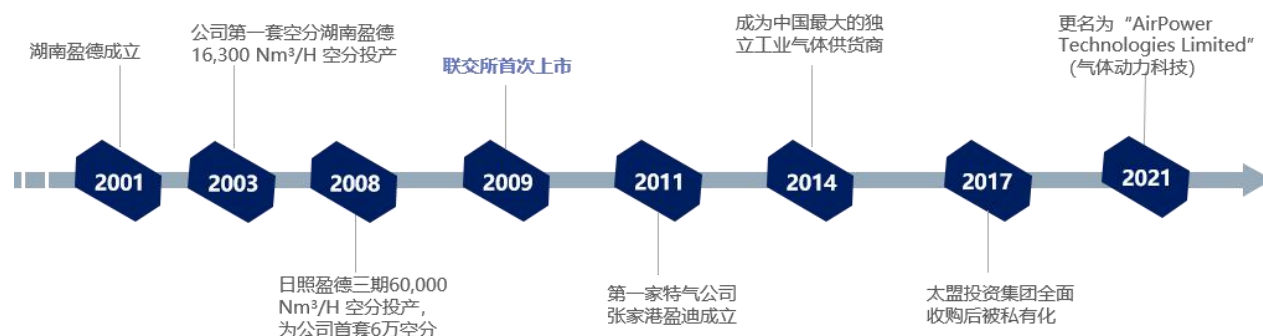 湖南盈德成立
公司第一套空分湖南盈德
16,300 Nm³/H 空分投产
联交所首次上市
成为中国最大的独
立工业气体供货商
更名为“AirPower
Technologies Limited“
(气体动力科技)
2001
2003
2008
2009
2011
2014
2017
2021
日照盈德三期60,000
Nm³/H 空分投产，
为公司首套6万空分
第一家特气公司
张家港盈迪成立
太盟投资集团全面
收购后被私有化